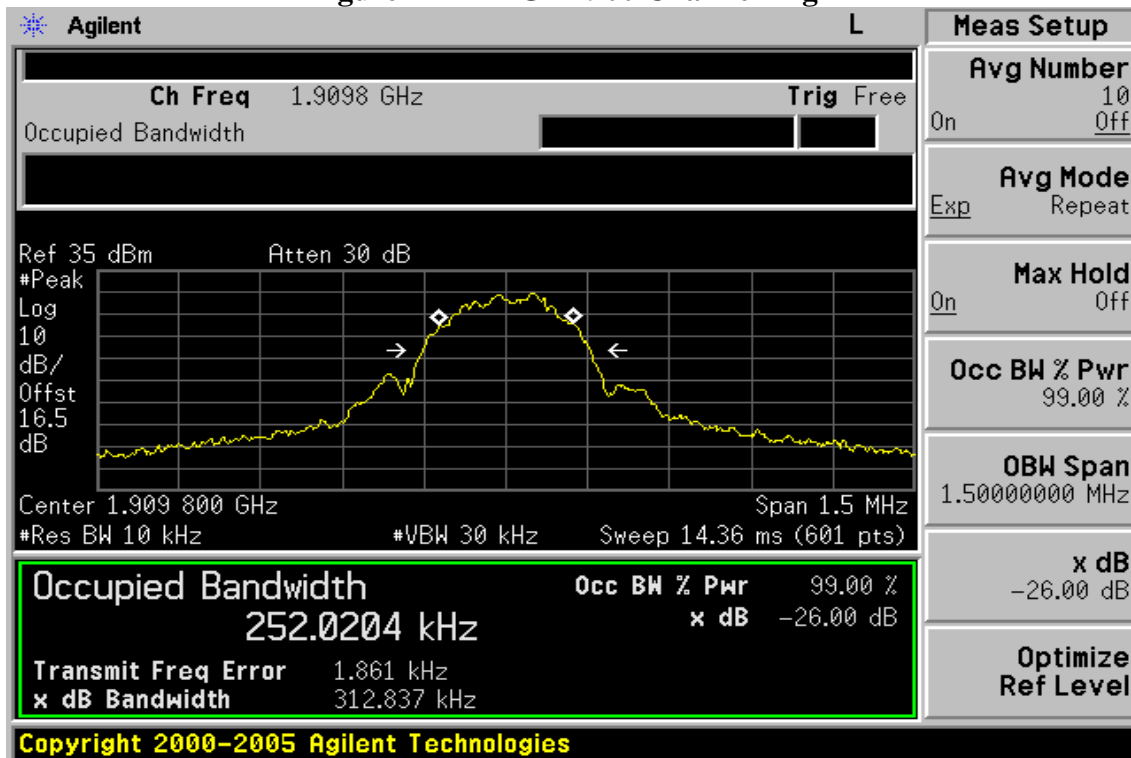 Agilent L Meas Setup
Ch Freq 1.9098 GHz Trig Free
Occupied Bandwidth
Avg Number
10
On Off
Avg Mode
Exp Repeat
Max Hold
On Off
Occ BW % Pwr
99.00 %
OBW Span
1.50000000 MHz
x dB
-26.00 dB
Optimize
Ref Level
Ref 35 dBm Atten 30 dB
#Peak
Log
10
dB/
Offst
16.5
dB
Center 1.909 800 GHz Span 1.5 MHz
#Res BW 10 kHz #VBW 30 kHz Sweep 14.36 ms (601 pts)
Occupied Bandwidth Occ BW % Pwr 99.00 %
252.0204 kHz x dB -26.00 dB
Transmit Freq Error 1.861 kHz
x dB Bandwidth 312.837 kHz
Copyright 2000-2005 Agilent Technologies